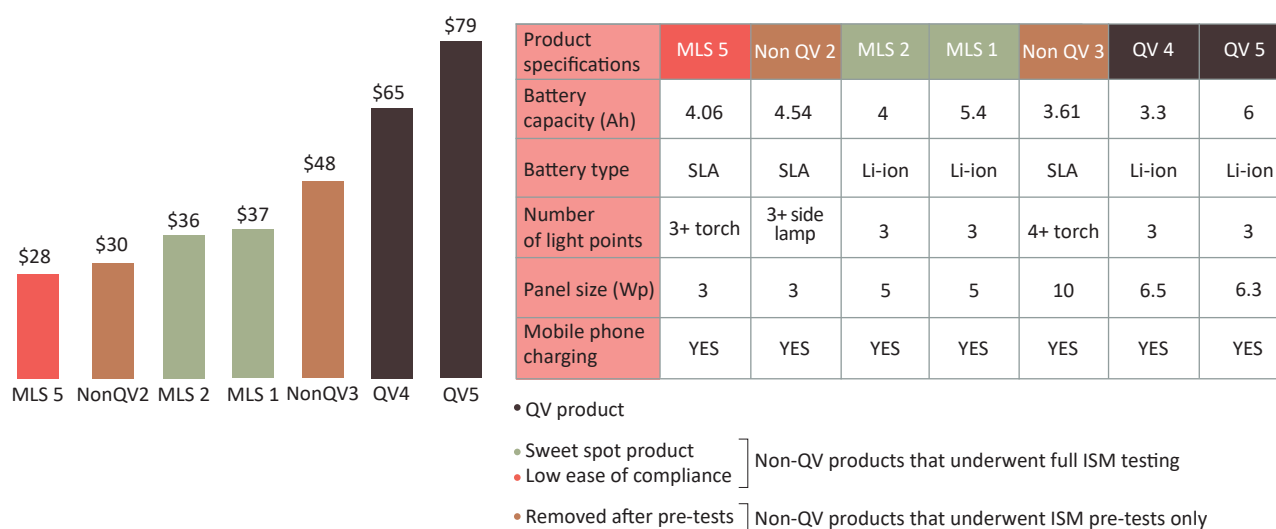 $28
$30
$36
$37
$48
$65
$79
MLS 5
NonQV2
MLS 2
MLS 1
NonQV3
QV4
QV5
Product specifications MLS 5 Non QV 2 MLS 2 MLS 1 Non QV 3 QV 4 QV 5
Battery capacity (Ah) 4.06 4.54 4 5.4 3.61 3.3 6
Battery type SLA SLA Li-ion Li-ion SLA Li-ion Li-ion
Number of light points 3+ torch 3+ side lamp 3 3 4+ torch 3 3
Panel size (Wp) 3 3 5 5 10 6.5 6.3
Mobile phone charging YES YES YES YES YES YES YES
• QV product
• Sweet spot product
• Low ease of compliance
Non-QV products that underwent full ISM testing
• Removed after pre-tests
Non-QV products that underwent ISM pre-tests only